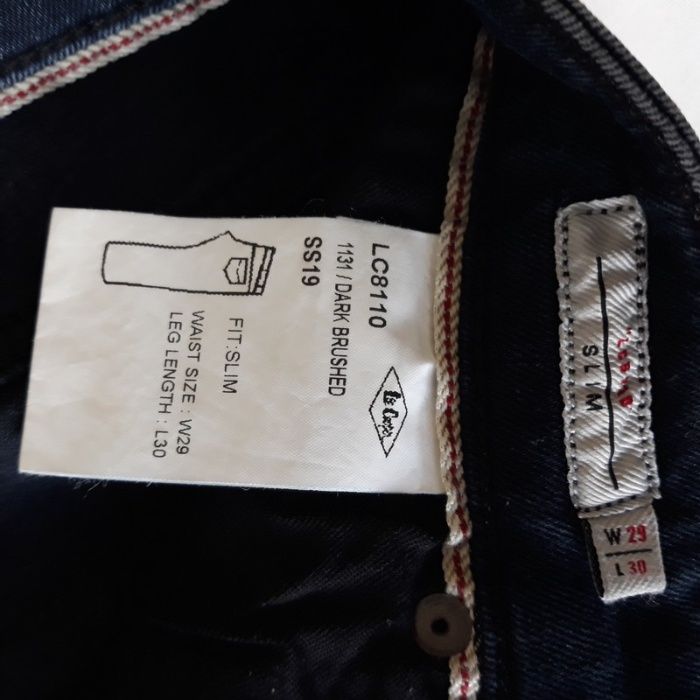 Lee Cooper
LC8110
1131 / DARK BRUSHED
SS19
FIT:SLIM
WAIST SIZE : W29
LEG LENGTH : L30
SLIM
W 29
L 30